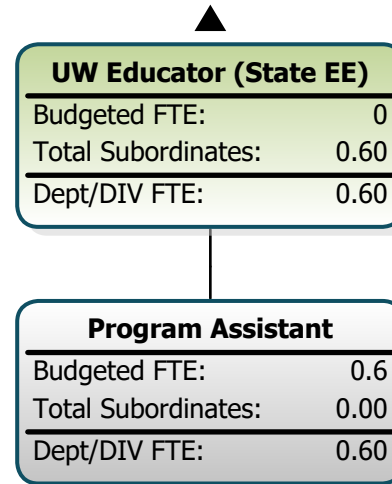 UW Educator (State EE)
Budgeted FTE: 0
Total Subordinates: 0.60
Dept/DIV FTE: 0.60
Program Assistant
Budgeted FTE: 0.6
Total Subordinates: 0.00
Dept/DIV FTE: 0.60